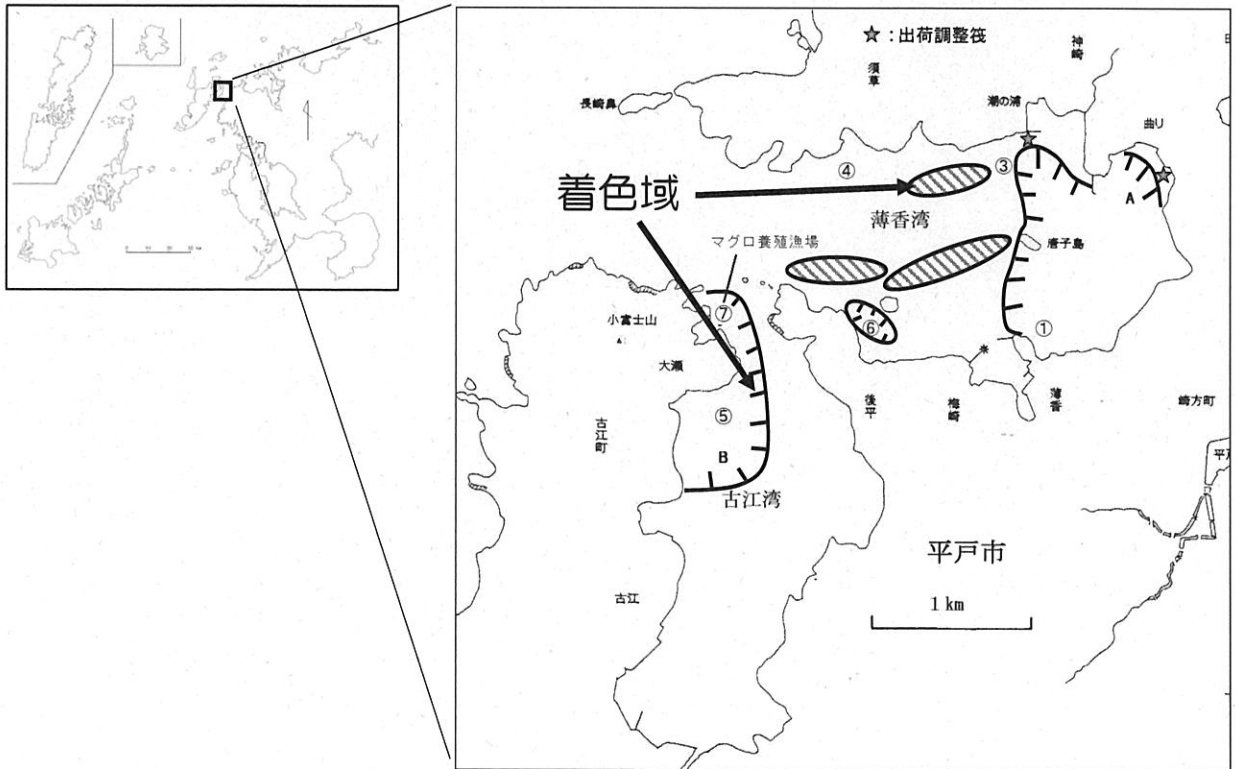 ☆:出荷調整筏
神崎
須草
長崎鼻
潮の浦
曲り
③
④
着色域
A
薄香湾
マグロ養殖漁場
唐子島
⑦
小富士山
⑥
①
大瀬
後平
梅崎
薄香
崎方町
⑤
古江町
B
古江湾
平戸市
1 km
古江